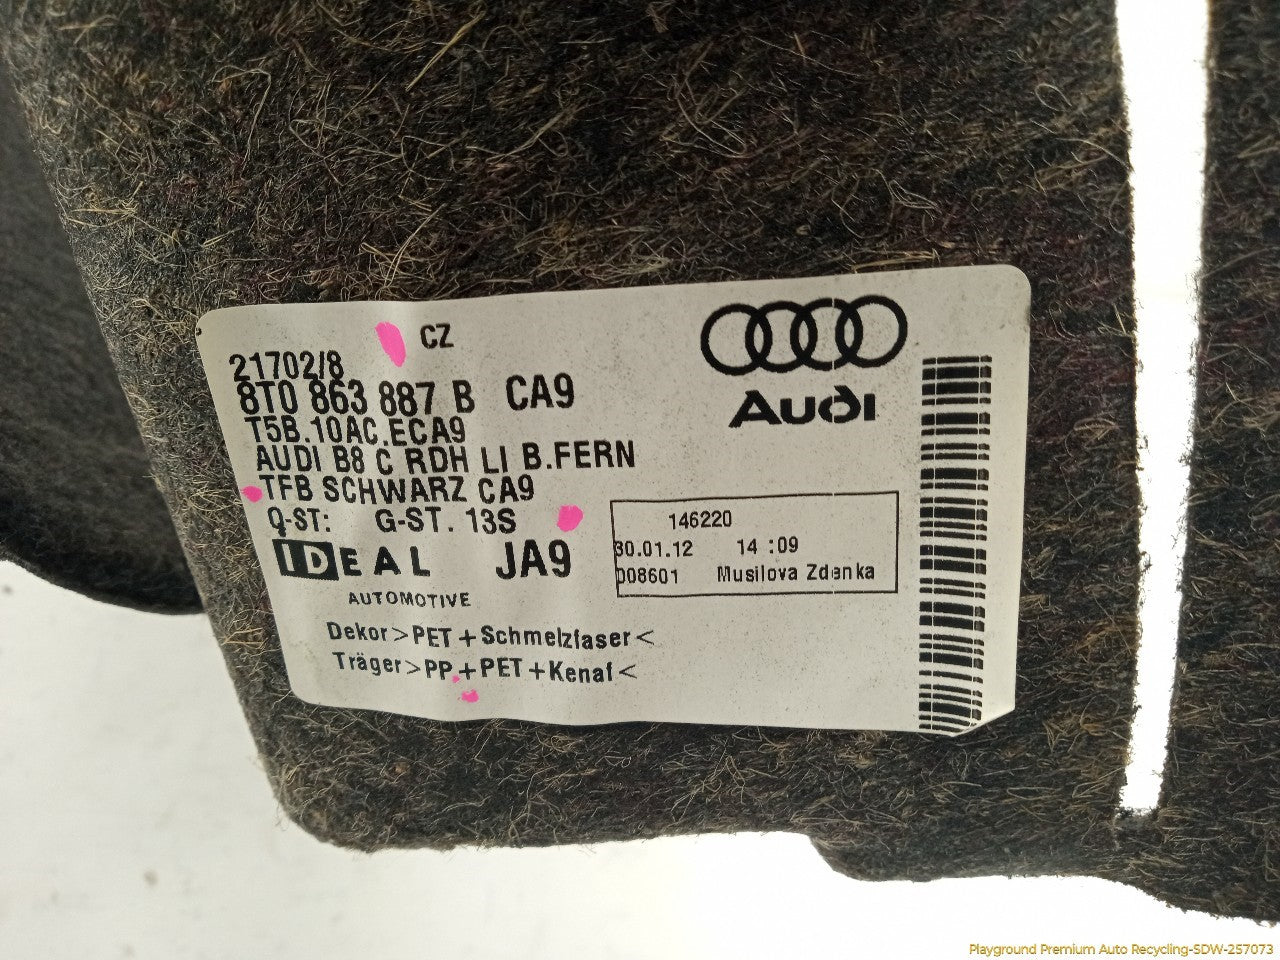 CZ
21702/8
8T0 863 887 B CA9
T5B.10AC.ECA9
AUDI B8 C RDH LI B.FERN
TFB SCHWARZ CA9
Q-ST: G-ST. 13S
IDEAL JA9
AUTOMOTIVE
Dekor>PET+Schmelzfaser<
Träger>PP+PET+Kenaf<
Audi
146220
30.01.12 14:09
008601 Musilova Zdenka
Playground Premium Auto Recycling-SDW-257073